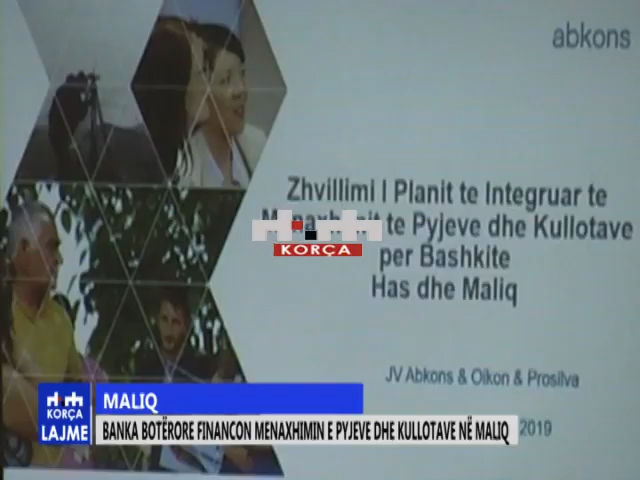 abkons
Zhvillimi I Planit te Integruar te
te Pyjeve dhe Kullotave
per Bashkite
Has dhe Maliq
KORÇA
JV Abkons & Oikon & Prosilva
2019
MALIQ
KORÇA
LAJME
BANKA BOTËRORE FINANCON MENAXHIMIN E PYJEVE DHE KULLOTAVE NË MALIQ